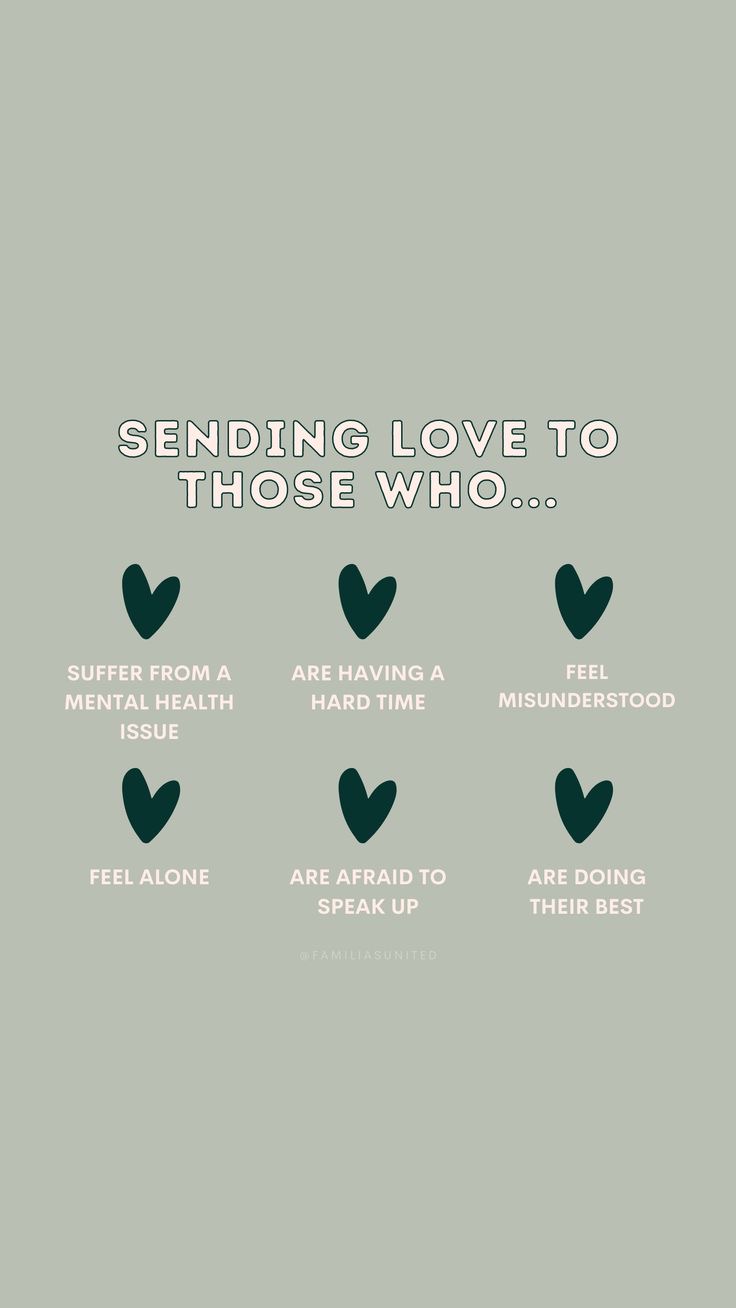 SENDING LOVE TO
THOSE WHO...
SUFFER FROM A
MENTAL HEALTH
ISSUE
ARE HAVING A
HARD TIME
FEEL
MISUNDERSTOOD
FEEL ALONE
ARE AFRAID TO
SPEAK UP
ARE DOING
THEIR BEST
@FAMILIASUNITED